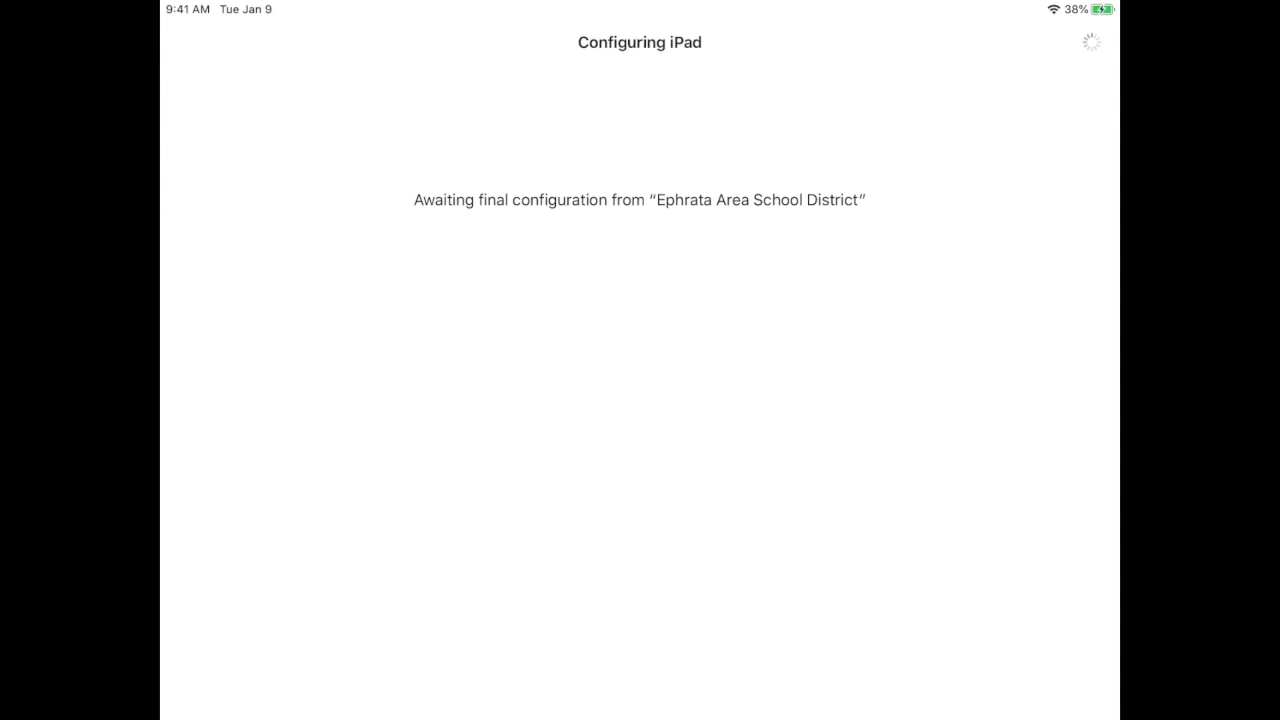 9:41 AM Tue Jan 9 38%
Configuring iPad
Awaiting final configuration from “Ephrata Area School District”